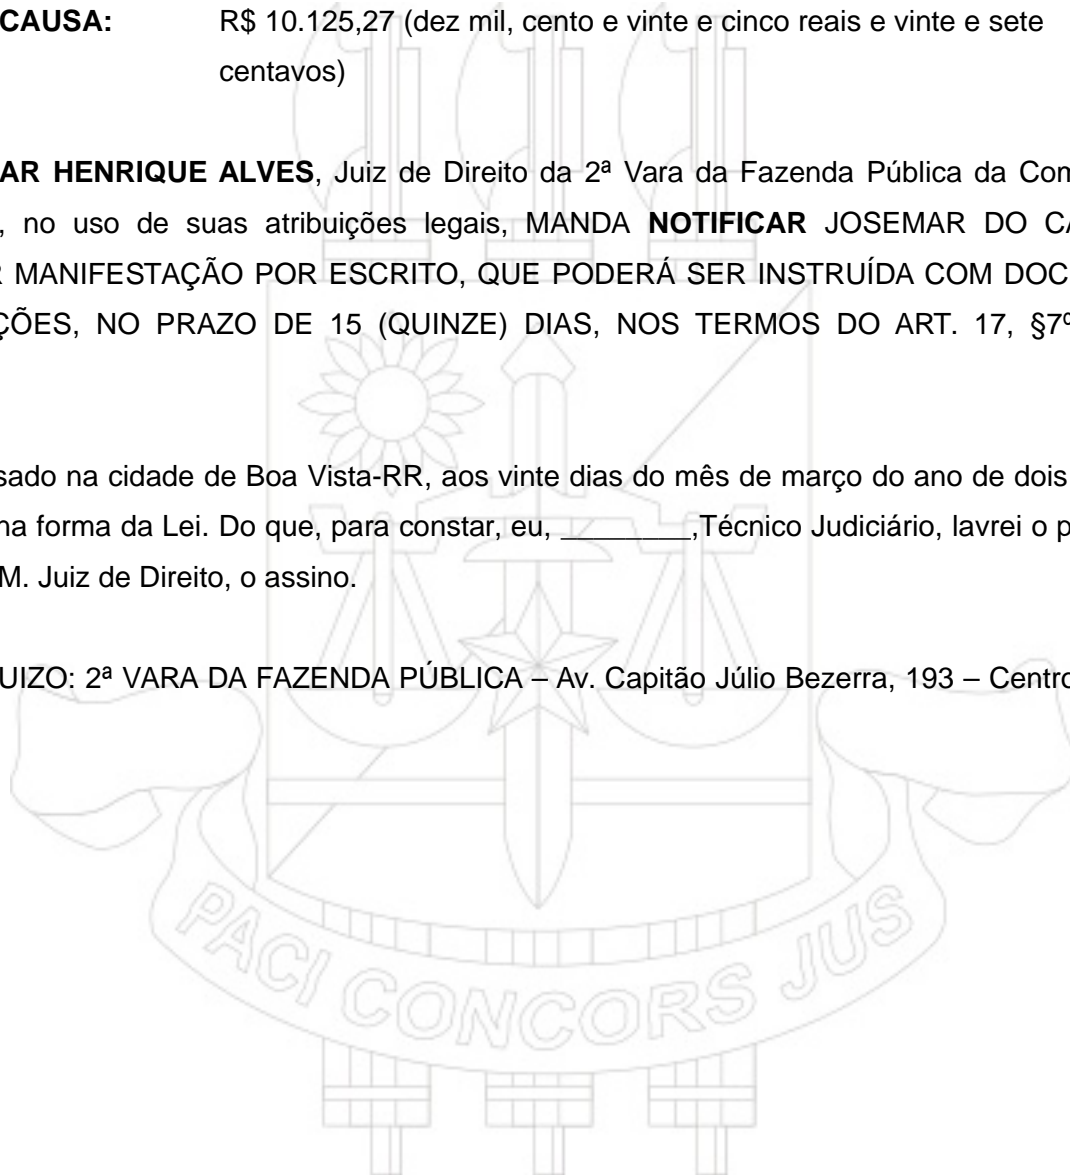 CAUSA: R$ 10.125,27 (dez mil, cento e vinte e cinco reais e vinte e sete
centavos)
AR HENRIQUE ALVES, Juiz de Direito da 2ª Vara da Fazenda Pública da Com
, no uso de suas atribuições legais, MANDA NOTIFICAR JOSEMAR DO CA
R MANIFESTAÇÃO POR ESCRITO, QUE PODERÁ SER INSTRUÍDA COM DOC
ÇÕES, NO PRAZO DE 15 (QUINZE) DIAS, NOS TERMOS DO ART. 17, §7º
sado na cidade de Boa Vista-RR, aos vinte dias do mês de março do ano de dois
na forma da Lei. Do que, para constar, eu, ________,Técnico Judiciário, lavrei o p
M. Juiz de Direito, o assino.
UIZO: 2ª VARA DA FAZENDA PÚBLICA – Av. Capitão Júlio Bezerra, 193 – Centro
PACI CONCORS JUS